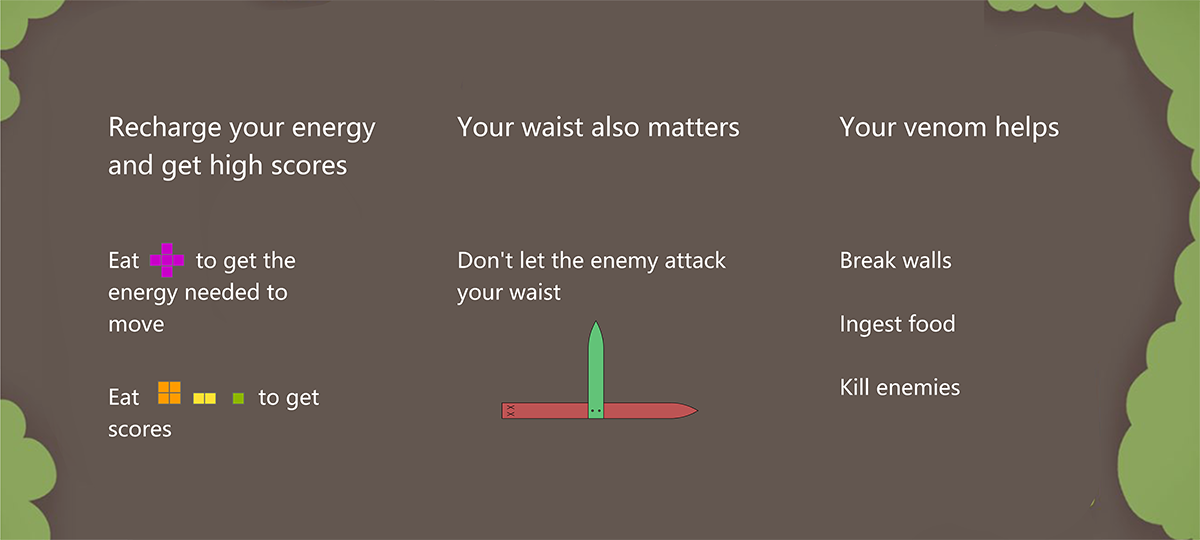 Recharge your energy
and get high scores
Eat to get the
energy needed to
move
Eat to get
scores
Your waist also matters
Don't let the enemy attack
your waist
XX
Your venom helps
Break walls
Ingest food
Kill enemies